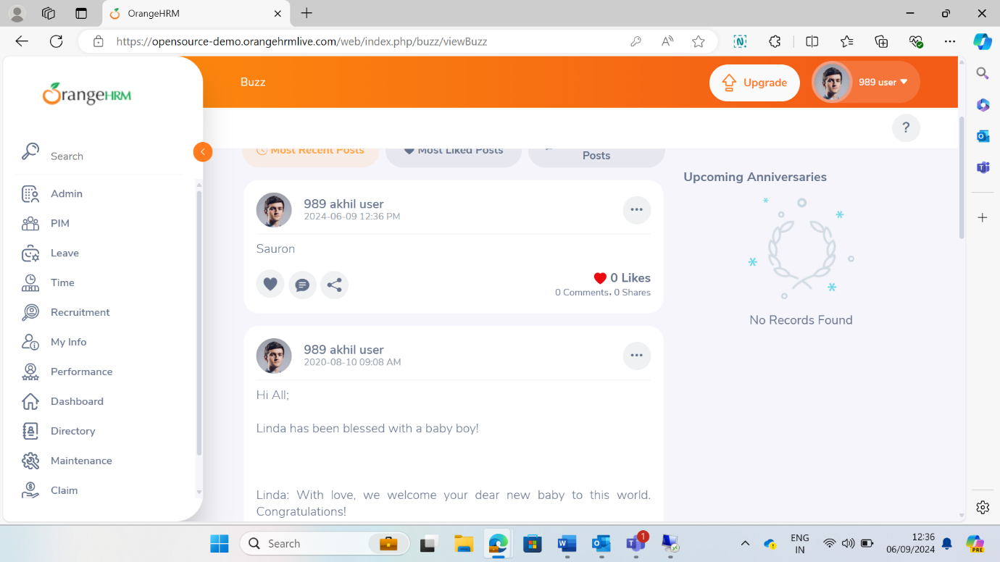 OrangeHRM
https://opensource-demo.orangehrmlive.com/web/index.php/buzz/viewBuzz
OrangeHRM
Search
Admin
PIM
Leave
Time
Recruitment
My Info
Performance
Dashboard
Directory
Maintenance
Claim
Buzz
Upgrade
989 user
?
Most Recent Posts
Most Liked Posts
Posts
989 akhil user
2024-06-09 12:36 PM
Sauron
0 Likes
0 Comments, 0 Shares
989 akhil user
2020-08-10 09:08 AM
Hi All;
Linda has been blessed with a baby boy!
Linda: With love, we welcome your dear new baby to this world.
Congratulations!
Upcoming Anniversaries
No Records Found
Search
1
ENG
IN
12:36
06/09/2024
PRE